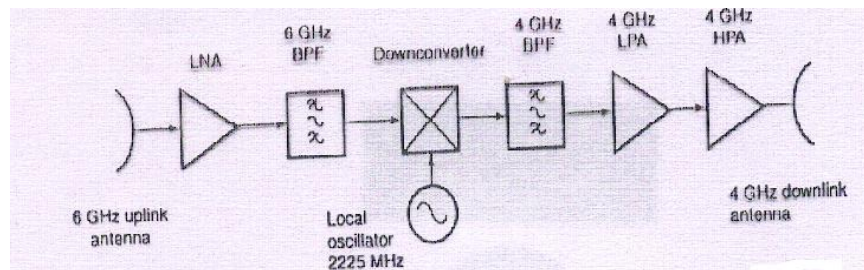 LNA
6 GHz
BPF
Downconverter
4 GHz
BPF
4 GHz
LPA
4 GHz
HPA
6 GHz uplink
antenna
Local
oscillator
2225 MHz
4 GHz downlink
antenna